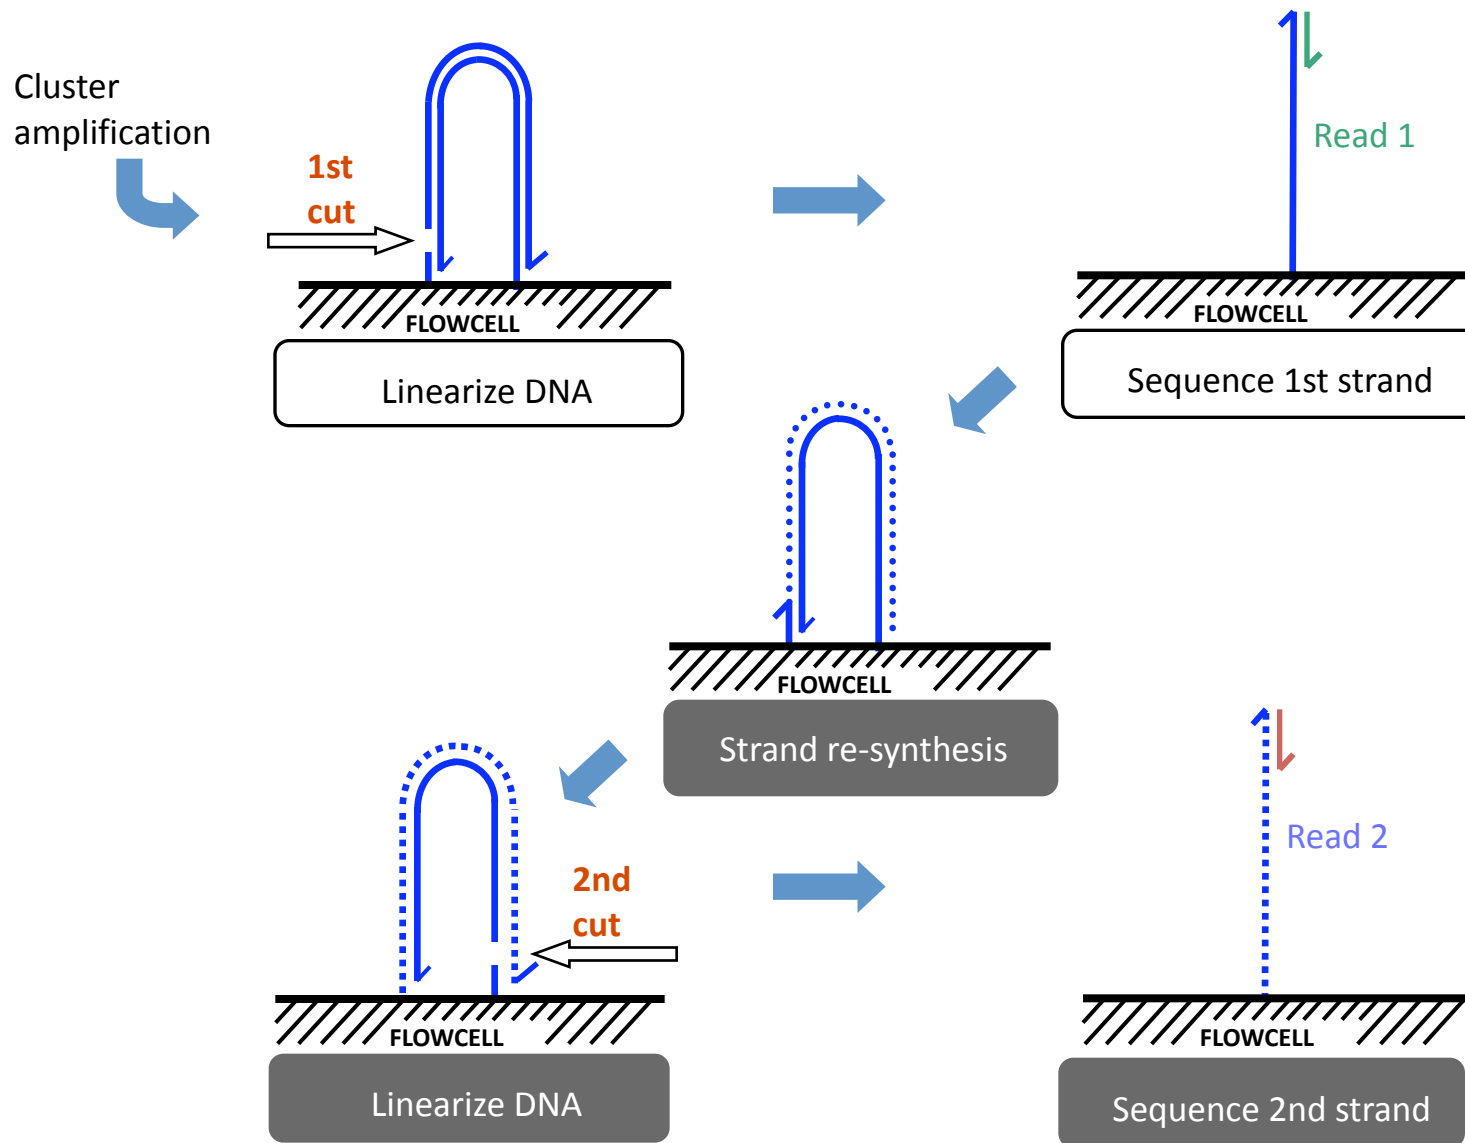 Cluster
amplification
1st
cut
FLOWCELL
Linearize DNA
Read 1
FLOWCELL
Sequence 1st strand
FLOWCELL
Strand re-synthesis
2nd
cut
FLOWCELL
Linearize DNA
Read 2
FLOWCELL
Sequence 2nd strand